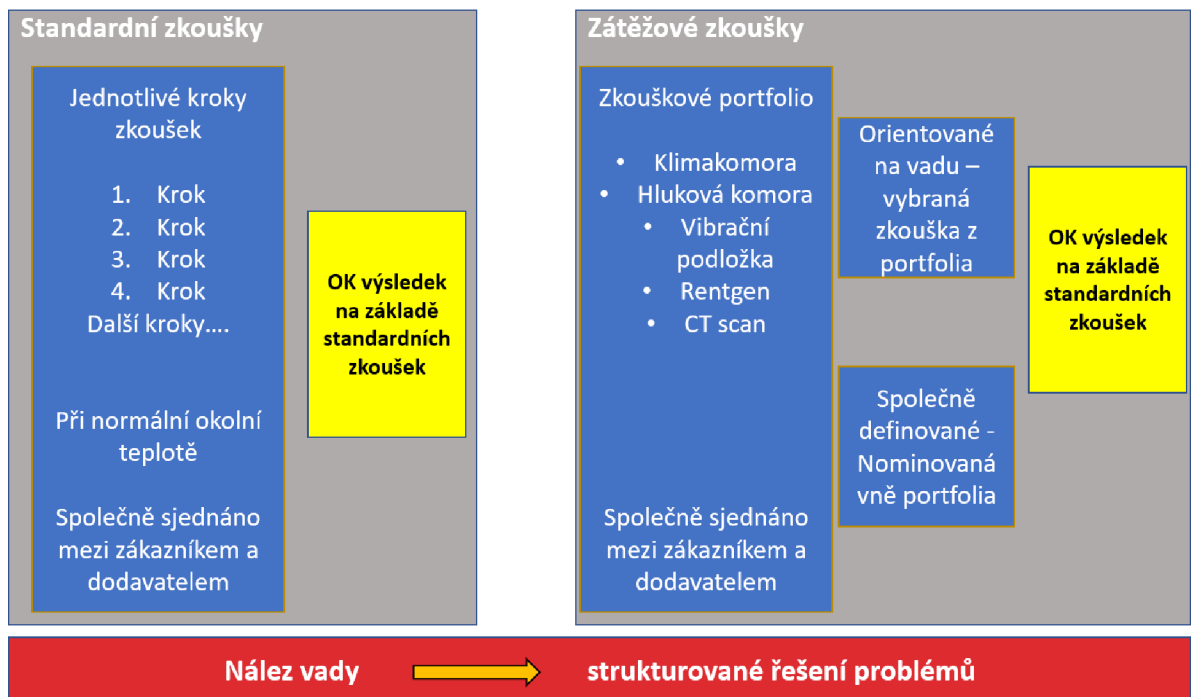 Standardní zkoušky
Jednotlivé kroky
zkoušek
1. Krok
2. Krok
3. Krok
4. Krok
Další kroky....
Při normální okolní
teplotě
Společně sjednáno
mezi zákazníkem a
dodavatelem
OK výsledek
na základě
standardních
zkoušek
Zátěžové zkoušky
Zkouškové portfolio
• Klimakomora
• Hluková komora
• Vibrační
podložka
• Rentgen
• CT scan
Společně sjednáno
mezi zákazníkem a
dodavatelem
Orientované
na vadu –
vybraná
zkouška z
portfolia
Společně
definované -
Nominovaná
vně portfolia
OK výsledek
na základě
standardních
zkoušek
Nález vady strukturované řešení problémů